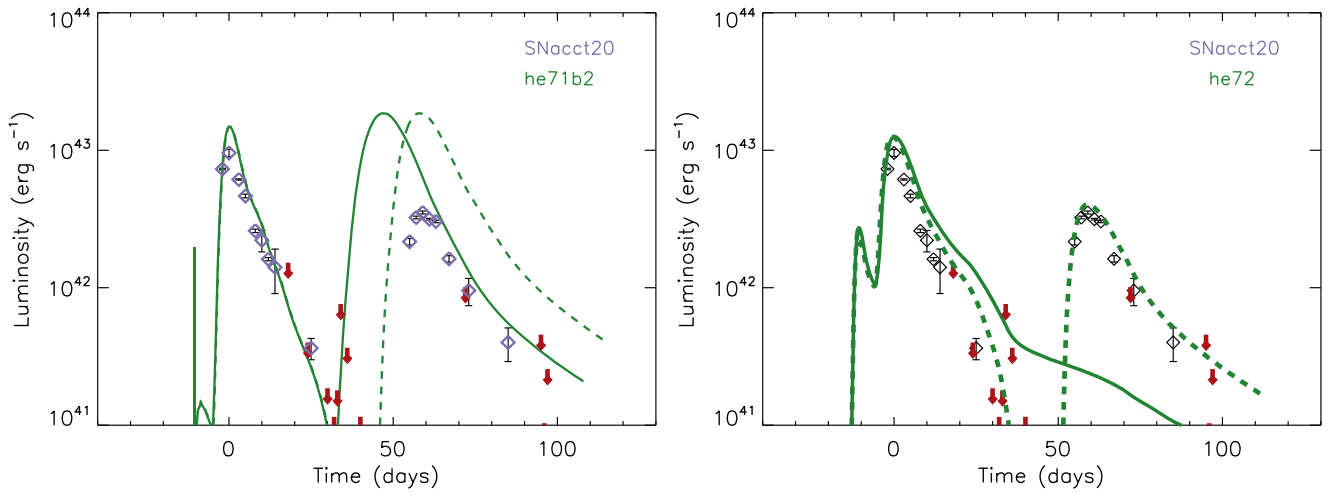 10^44
SNacct20
he71b2
10^43
10^42
10^41
0 50 100
Time (days)
Luminosity (erg s^-1)
10^44
SNacct20
he72
10^43
10^42
10^41
0 50 100
Time (days)
Luminosity (erg s^-1)